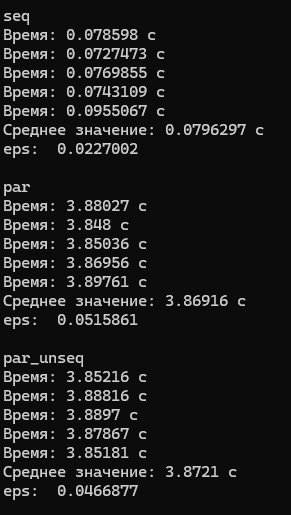 seq
Время: 0.078598 с
Время: 0.0727473 с
Время: 0.0769855 с
Время: 0.0743109 с
Время: 0.0955067 с
Среднее значение: 0.0796297 с
eps:  0.0227002

par
Время: 3.88027 с
Время: 3.848 с
Время: 3.85036 с
Время: 3.86956 с
Время: 3.89761 с
Среднее значение: 3.86916 с
eps:  0.0515861

par_unseq
Время: 3.85216 с
Время: 3.88816 с
Время: 3.8897 с
Время: 3.87867 с
Время: 3.85181 с
Среднее значение: 3.8721 с
eps:  0.0466877